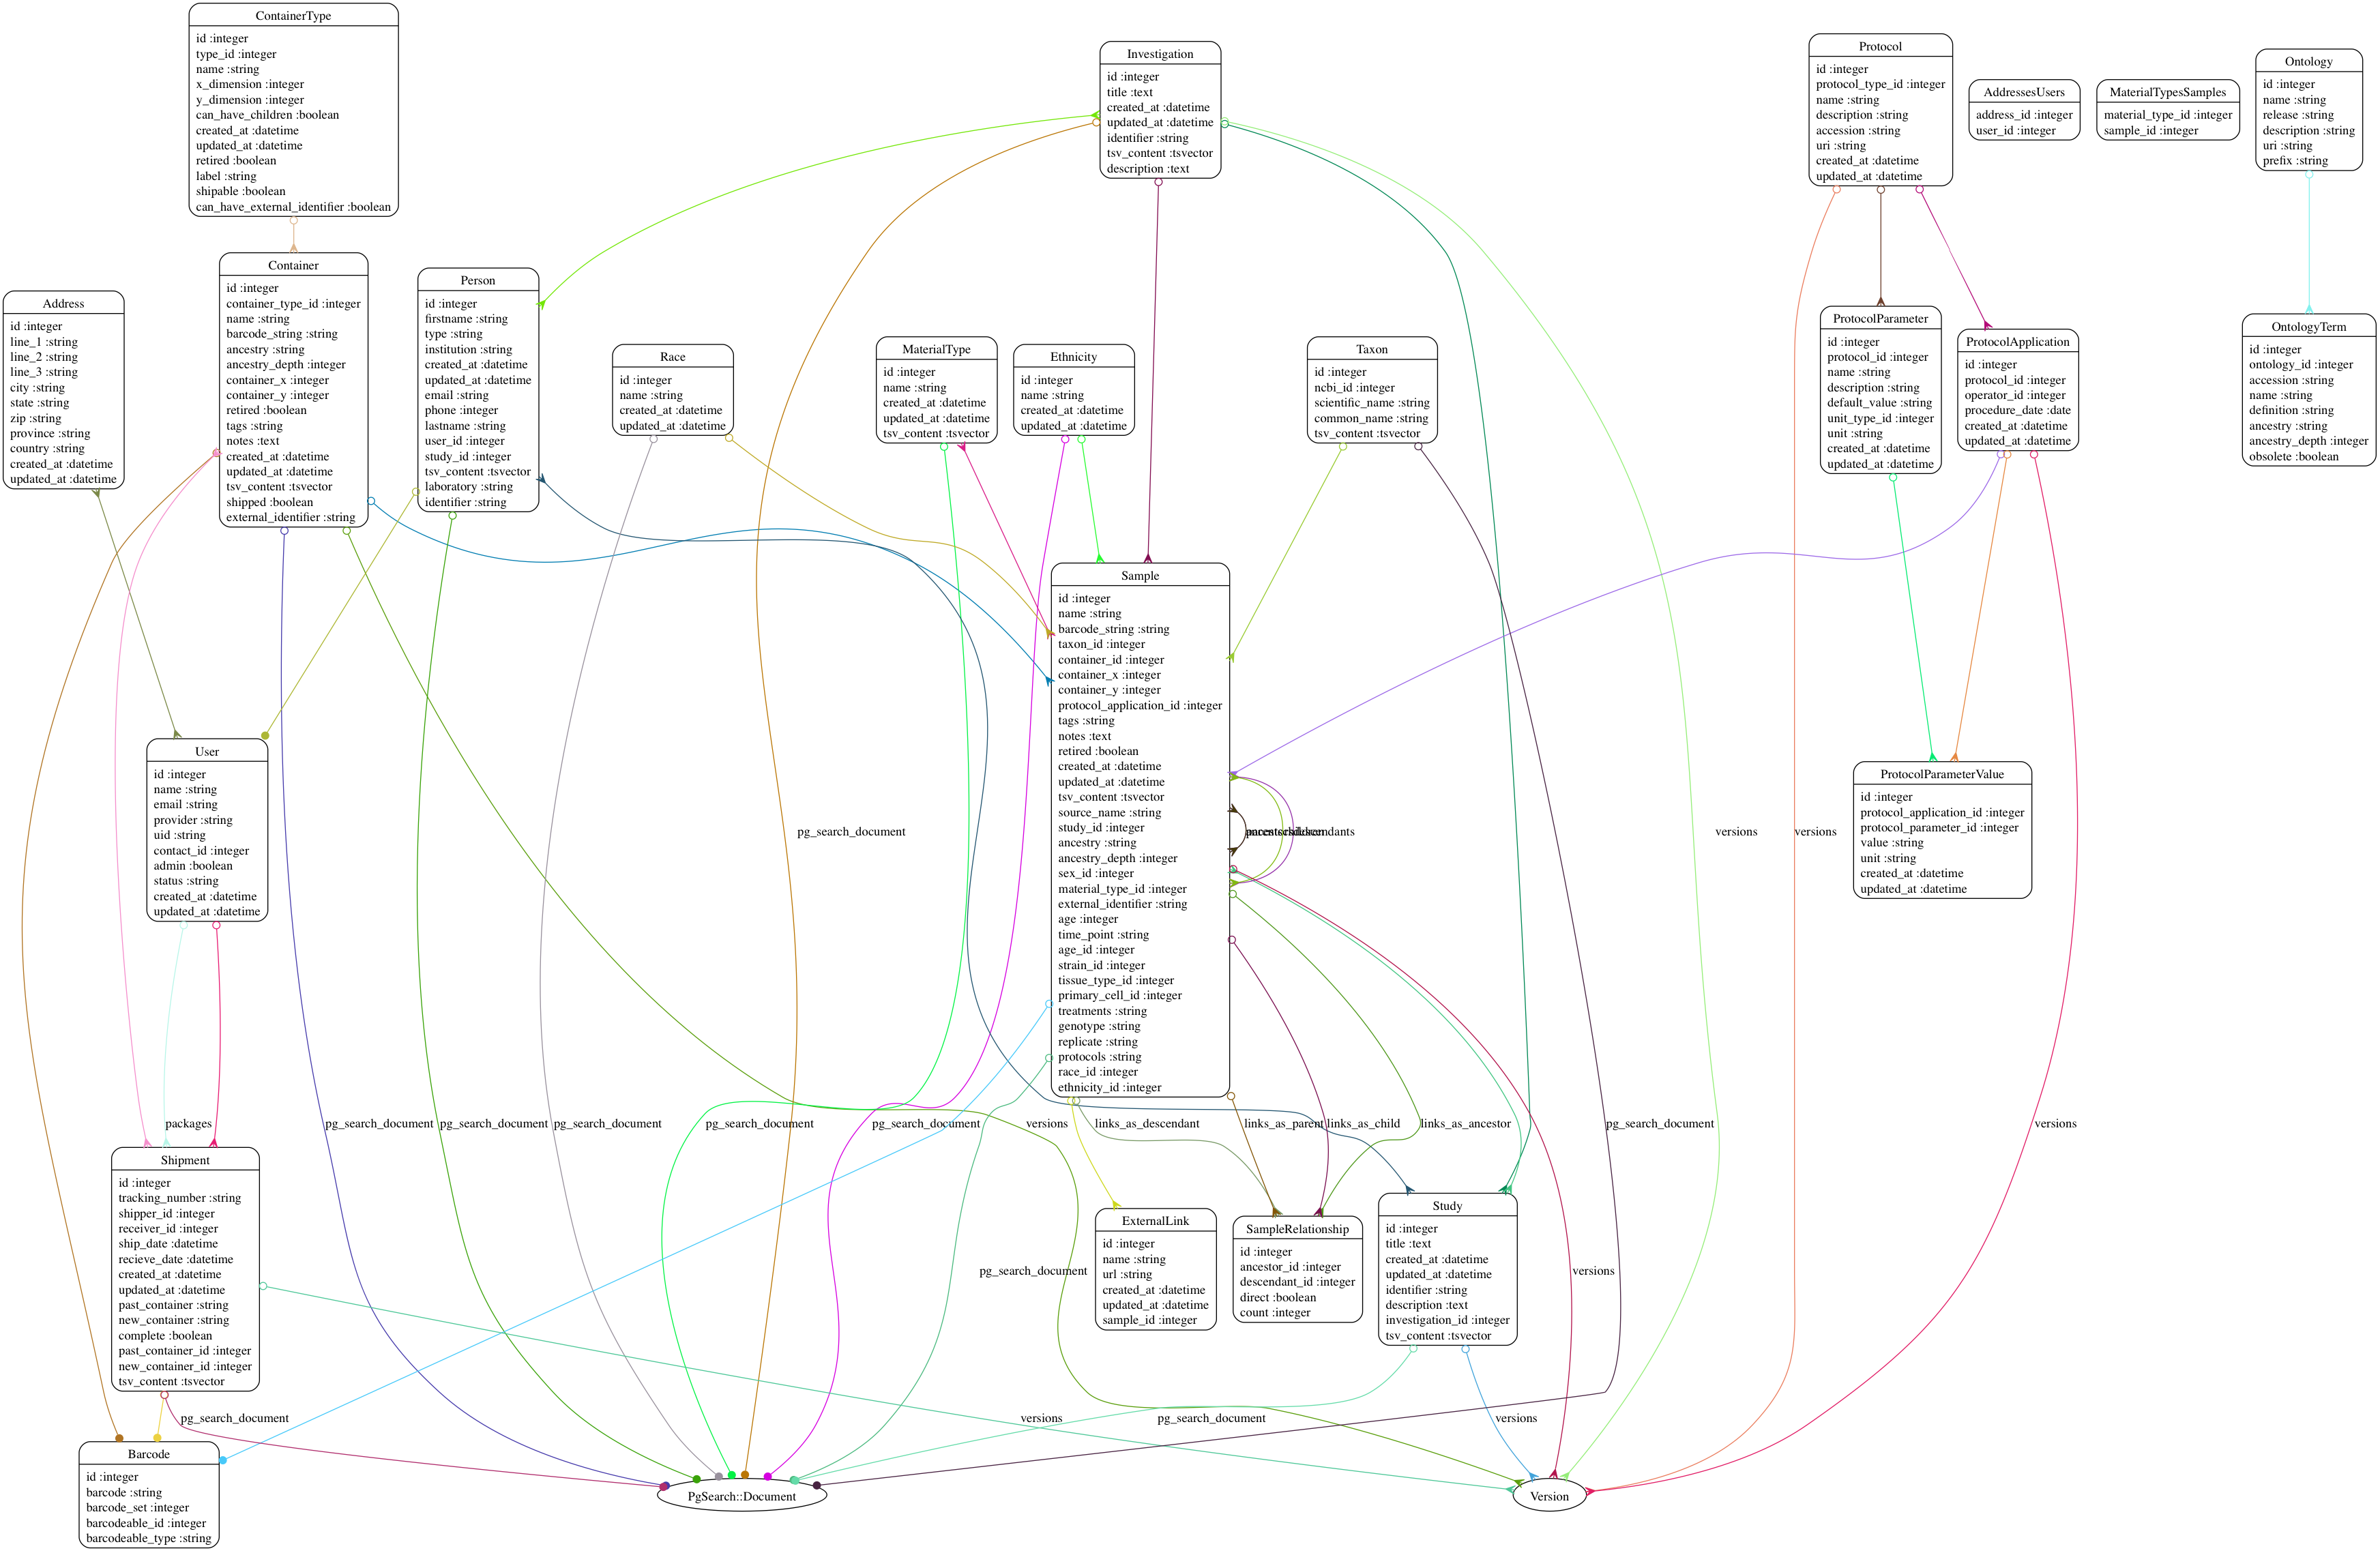 ContainerType
id :integer
type_id :integer
name :string
x_dimension :integer
y_dimension :integer
can_have_children :boolean
created_at :datetime
updated_at :datetime
retired :boolean
label :string
shipable :boolean
can_have_external_identifier :boolean
Investigation
id :integer
title :text
created_at :datetime
updated_at :datetime
identifier :string
tsv_content :tsvector
description :text
Protocol
id :integer
protocol_type_id :integer
name :string
description :string
accession :string
uri :string
created_at :datetime
updated_at :datetime
AddressesUsers
address_id :integer
user_id :integer
MaterialTypesSamples
material_type_id :integer
sample_id :integer
Ontology
id :integer
name :string
release :string
description :string
uri :string
prefix :string
Address
id :integer
line_1 :string
line_2 :string
line_3 :string
city :string
state :string
zip :string
province :string
country :string
created_at :datetime
updated_at :datetime
Container
id :integer
container_type_id :integer
name :string
barcode_string :string
ancestry :string
ancestry_depth :integer
container_x :integer
container_y :integer
retired :boolean
tags :string
notes :text
created_at :datetime
updated_at :datetime
tsv_content :tsvector
shipped :boolean
external_identifier :string
Person
id :integer
firstname :string
type :string
institution :string
created_at :datetime
updated_at :datetime
email :string
phone :integer
lastname :string
user_id :integer
study_id :integer
tsv_content :tsvector
laboratory :string
identifier :string
Race
id :integer
name :string
created_at :datetime
updated_at :datetime
MaterialType
id :integer
name :string
created_at :datetime
updated_at :datetime
tsv_content :tsvector
Ethnicity
id :integer
name :string
created_at :datetime
updated_at :datetime
Taxon
id :integer
ncbi_id :integer
scientific_name :string
common_name :string
tsv_content :tsvector
ProtocolParameter
id :integer
protocol_id :integer
name :string
description :string
default_value :string
unit_type_id :integer
unit :string
created_at :datetime
updated_at :datetime
ProtocolApplication
id :integer
protocol_id :integer
operator_id :integer
procedure_date :date
created_at :datetime
updated_at :datetime
OntologyTerm
id :integer
ontology_id :integer
accession :string
name :string
definition :string
ancestry :string
ancestry_depth :integer
obsolete :boolean
Sample
id :integer
name :string
barcode_string :string
taxon_id :integer
container_id :integer
container_x :integer
container_y :integer
protocol_application_id :integer
tags :string
notes :text
retired :boolean
created_at :datetime
updated_at :datetime
tsv_content :tsvector
source_name :string
study_id :integer
ancestry :string
ancestry_depth :integer
sex_id :integer
material_type_id :integer
external_identifier :string
age :integer
time_point :string
age_id :integer
strain_id :integer
tissue_type_id :integer
primary_cell_id :integer
treatments :string
genotype :string
replicate :string
protocols :string
race_id :integer
ethnicity_id :integer
User
id :integer
name :string
email :string
provider :string
uid :string
contact_id :integer
admin :boolean
status :string
created_at :datetime
updated_at :datetime
ProtocolParameterValue
id :integer
protocol_application_id :integer
protocol_parameter_id :integer
value :string
unit :string
created_at :datetime
updated_at :datetime
pg_search_document
versions
versions
packages
pg_search_document
pg_search_document
pg_search_document
pg_search_document
pg_search_document
versions
links_as_descendant
links_as_parent
links_as_child
links_as_ancestor
pg_search_document
versions
Shipment
id :integer
tracking_number :string
shipper_id :integer
receiver_id :integer
ship_date :datetime
recieve_date :datetime
created_at :datetime
updated_at :datetime
past_container :string
new_container :string
complete :boolean
past_container_id :integer
new_container_id :integer
tsv_content :tsvector
pg_search_document
ExternalLink
id :integer
name :string
url :string
created_at :datetime
updated_at :datetime
sample_id :integer
SampleRelationship
id :integer
ancestor_id :integer
descendant_id :integer
direct :boolean
count :integer
Study
id :integer
title :text
created_at :datetime
updated_at :datetime
identifier :string
description :text
investigation_id :integer
tsv_content :tsvector
versions
pg_search_document
versions
pg_search_document
versions
Barcode
id :integer
barcode :string
barcode_set :integer
barcodeable_id :integer
barcodeable_type :string
PgSearch::Document
Version